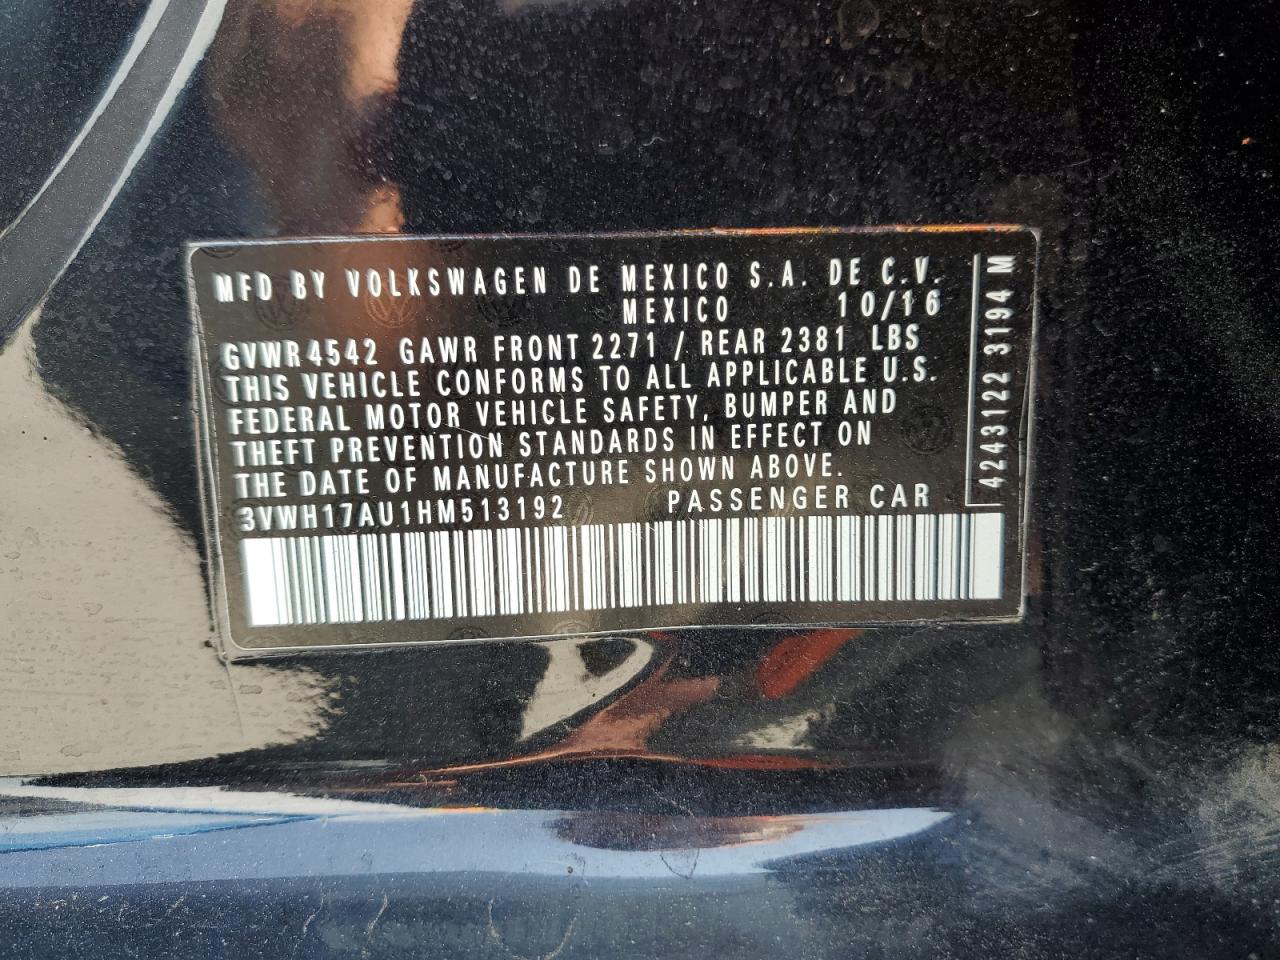 MFD BY VOLKSWAGEN DE MEXICO S.A. DE C.V.
MEXICO 10/16
GVWR 4542 GAWR FRONT 2271 / REAR 2381 LBS
THIS VEHICLE CONFORMS TO ALL APPLICABLE U.S.
FEDERAL MOTOR VEHICLE SAFETY, BUMPER AND
THEFT PREVENTION STANDARDS IN EFFECT ON
THE DATE OF MANUFACTURE SHOWN ABOVE.
3VWH17AU1HM513192 PASSENGER CAR
4243122 3194 M